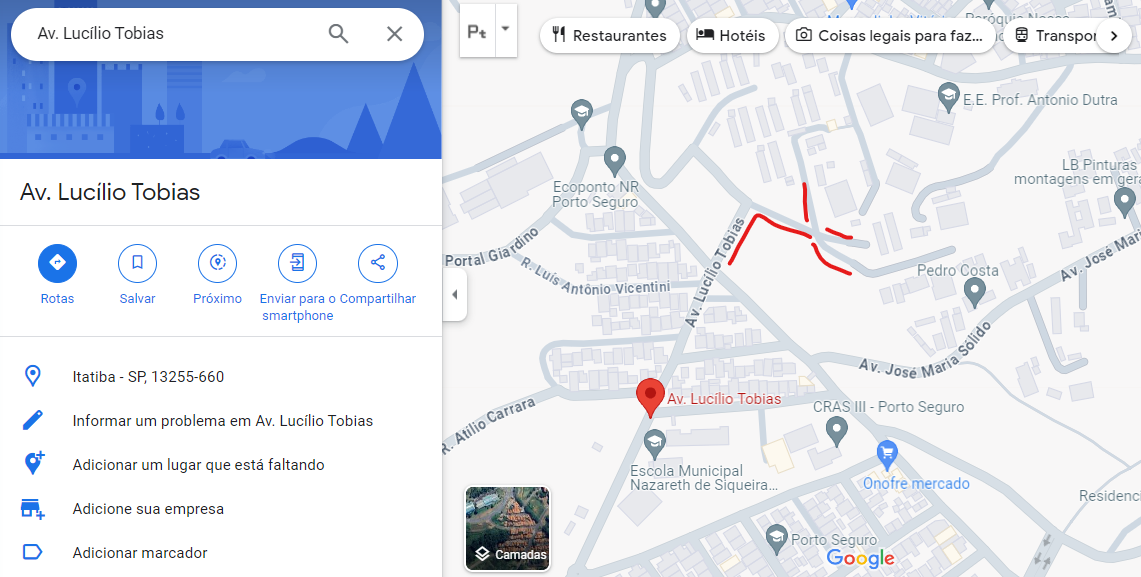 Av. Lucílio Tobias
Av. Lucílio Tobias
Rotas
Salvar
Próximo
Enviar para o
smartphone
Compartilhar
Itatiba - SP, 13255-660
Informar um problema em Av. Lucílio Tobias
Adicionar um lugar que está faltando
Adicione sua empresa
Adicionar marcador
Restaurantes
Hotéis
Coisas legais para faz...
Transpor
E.E. Prof. Antonio Dutra
LB Pinturas
montagens em gera
Ecoponto NR
Porto Seguro
Portal Giardino
R. Luís Antônio Vicentini
Av. Lucílio Tobias
Pedro Costa
Av. José Mari
Av. José Maria Sólido
Av. Lucílio Tobias
R. Atílio Carrara
CRAS III - Porto Seguro
Escola Municipal
Nazareth de Siqueira...
Onofre mercado
Residenc
Porto Seguro
Camadas
Google